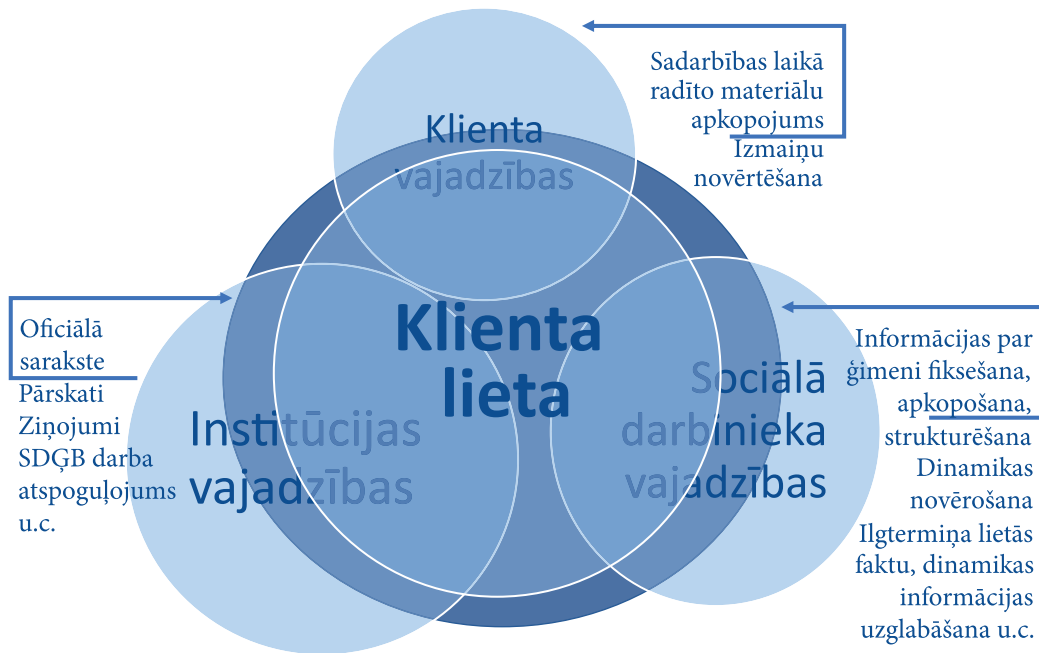 Sadarbības laikā
radīto materiālu
apkopojums
Izmaiņu
novērtēšana
Klienta
vajadzības
Klienta
lieta
Oficiālā
sarakste
Pārskati
Ziņojumi
SDĢB darba
atspoguļojums
u.c.
Institūcijas
vajadzības
Sociālā
darbinieka
vajadzības
Informācijas par
ģimeni fiksešana,
apkopošana,
strukturēšana
Dinamikas
novērošana
Ilgtermiņa lietās
faktu, dinamikas
informācijas
uzglabāšana u.c.